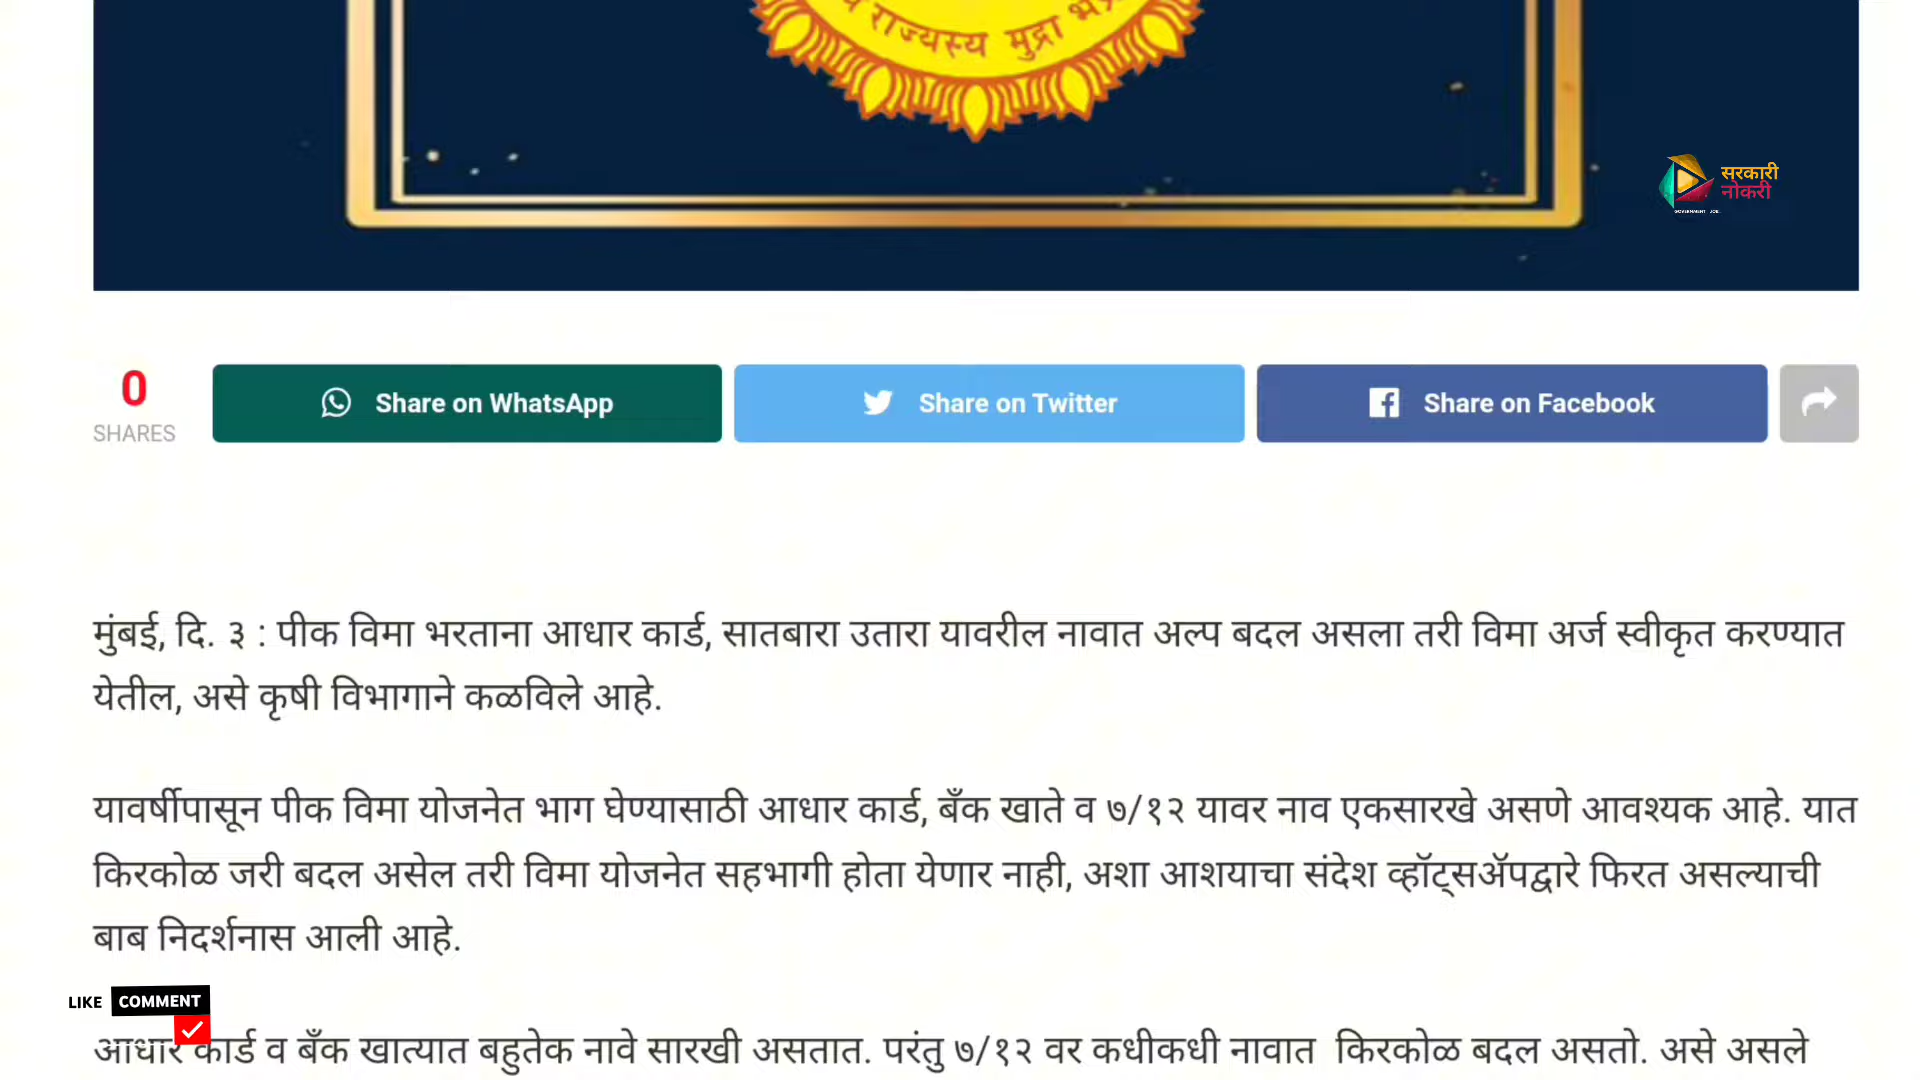 राज्यस्य मुद्रा
सरकारी
नोकरी
GOVERNMENT JOB
0
SHARES
Share on WhatsApp
Share on Twitter
Share on Facebook
मुंबई, दि. ३ : पीक विमा भरताना आधार कार्ड, सातबारा उतारा यावरील नावात अल्प बदल असला तरी विमा अर्ज स्वीकृत करण्यात
येतील, असे कृषी विभागाने कळविले आहे.
यावर्षीपासून पीक विमा योजनेत भाग घेण्यासाठी आधार कार्ड, बँक खाते व ७/१२ यावर नाव एकसारखे असणे आवश्यक आहे. यात
किरकोळ जरी बदल असेल तरी विमा योजनेत सहभागी होता येणार नाही, अशा आशयाचा संदेश व्हॉट्सॲपद्वारे फिरत असल्याची
बाब निदर्शनास आली आहे.
LIKE COMMENT
आधार कार्ड व बँक खात्यात बहुतेक नावे सारखी असतात. परंतु ७/१२ वर कधीकधी नावात किरकोळ बदल असतो. असे असले